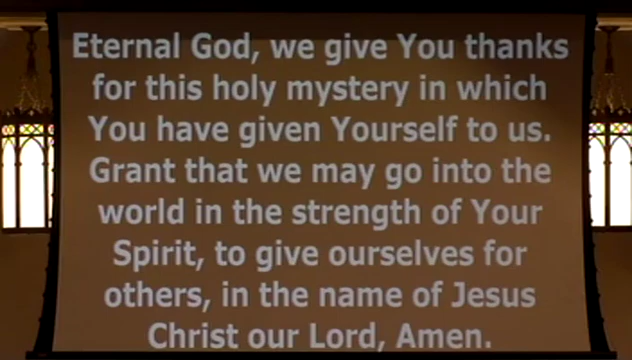 Eternal God, we give You thanks
for this holy mystery in which
You have given Yourself to us.
Grant that we may go into the
world in the strength of Your
Spirit, to give ourselves for
others, in the name of Jesus
Christ our Lord, Amen.